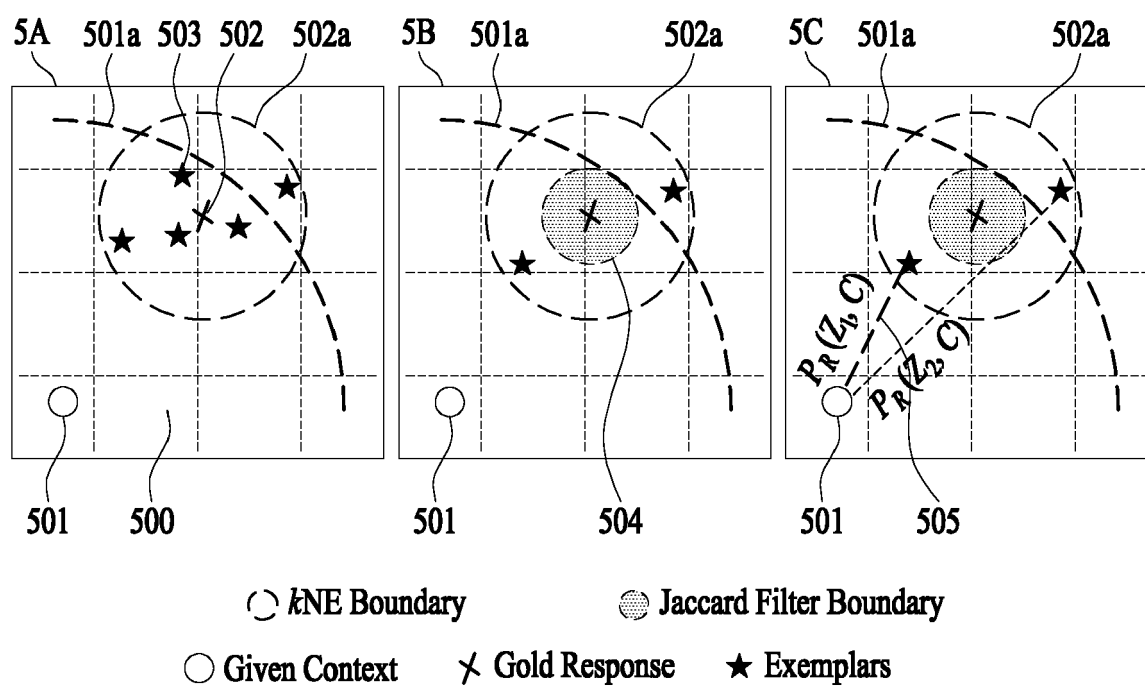 5A 501a 503 502 502a 5B 501a 502a 5C 501a 502a
P_R(Z_1, C)
P_R(Z_2, C)
501 500 501 504 501 505
kNE Boundary Jaccard Filter Boundary
Given Context Gold Response Exemplars